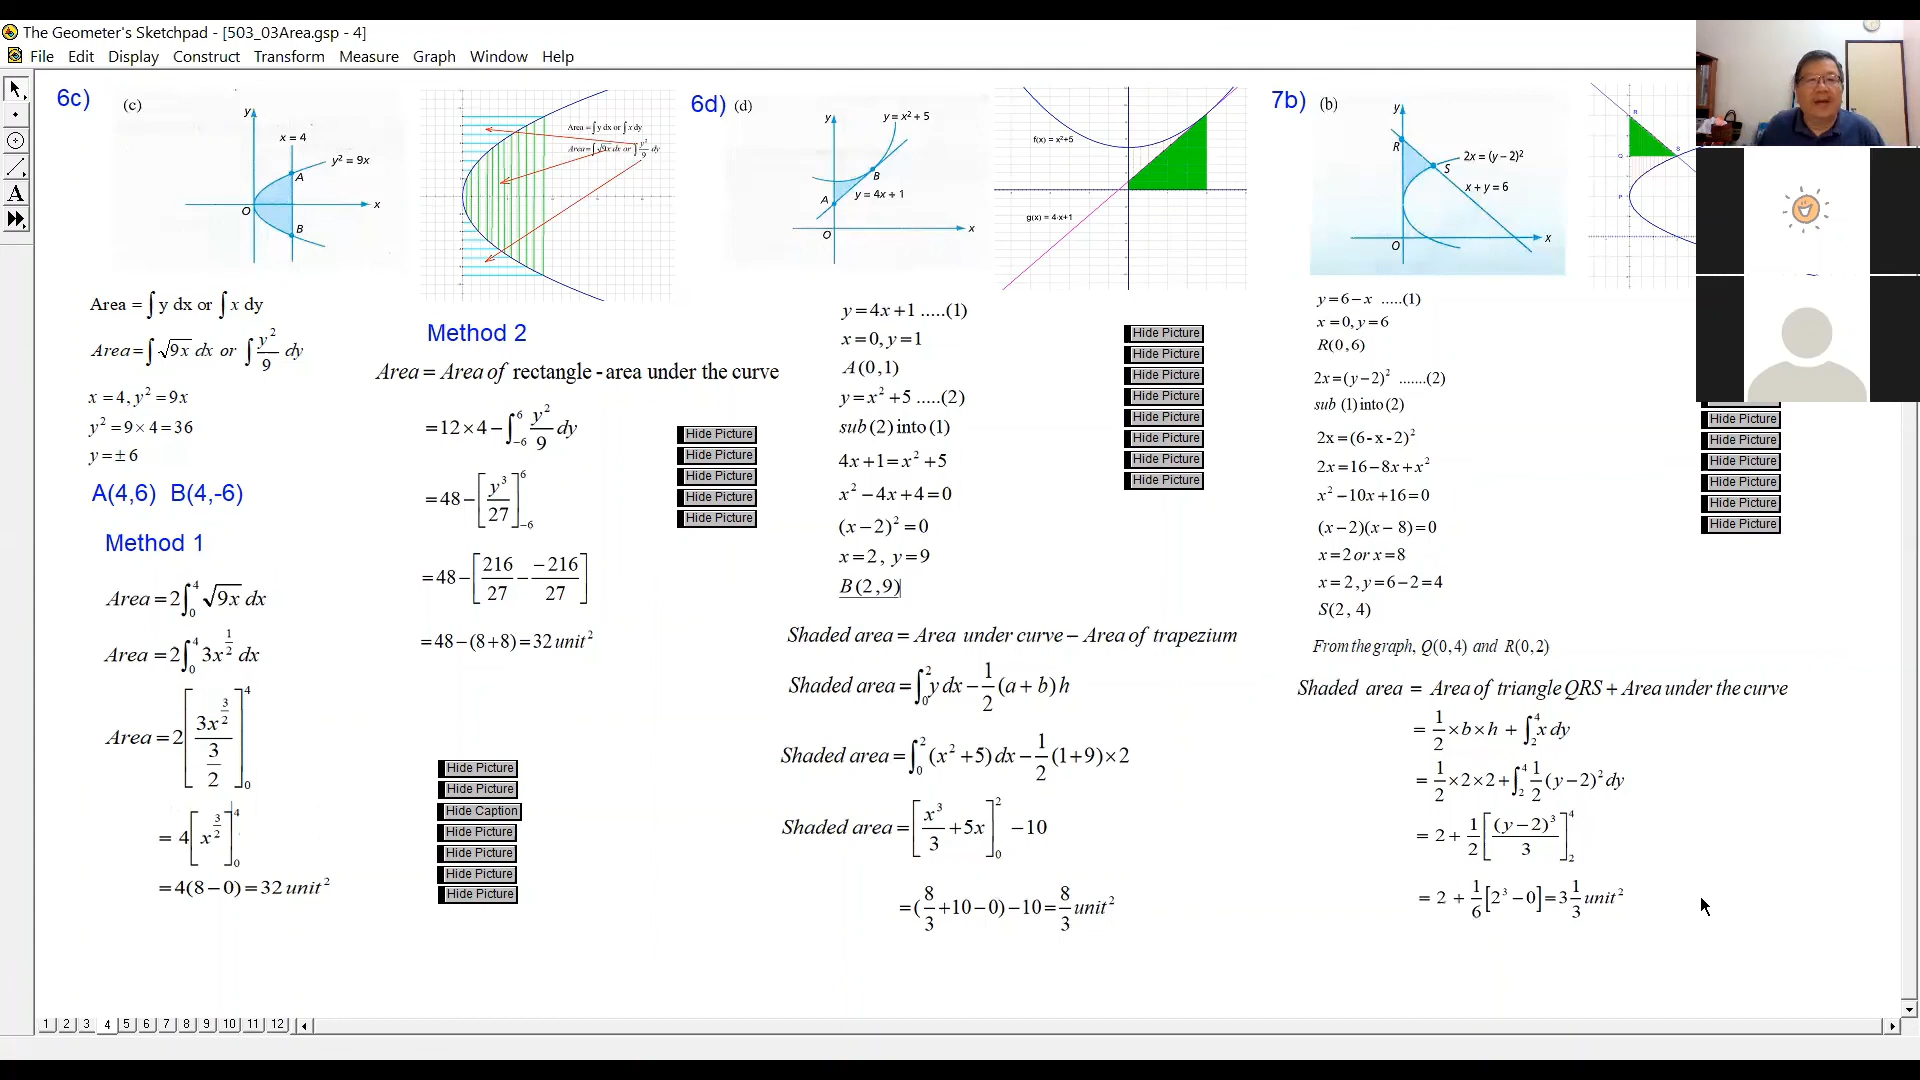 The Geometer's Sketchpad - [503_03Area.gsp - 4]
File Edit Display Construct Transform Measure Graph Window Help
6c) (c)
y
x = 4
y² = 9x
A
O
x
B
Area = ∫ y dx or ∫ x dy
Area = ∫ √9x dx or ∫ y²/9 dy
Area = ∫ y dx or ∫ x dy
Area = ∫ √9x dx or ∫ y²/9 dy
x = 4, y² = 9x
y² = 9 × 4 = 36
y = ± 6
A(4,6) B(4,-6)
Method 1
Area = 2∫₀⁴ √9x dx
Area = 2∫₀⁴ 3x^(1/2) dx
Area = 2[3x^(3/2) / (3/2)]₀⁴
= 4[x^(3/2)]₀⁴
= 4(8 − 0) = 32 unit²
Method 2
Area = Area of rectangle - area under the curve
= 12 × 4 − ∫₋₆⁶ y²/9 dy
= 48 − [y³/27]₋₆⁶
= 48 − [216/27 − −216/27]
= 48 − (8 + 8) = 32 unit²
Hide Picture
Hide Picture
Hide Picture
Hide Picture
Hide Picture
Hide Picture
Hide Picture
Hide Caption
Hide Picture
Hide Picture
Hide Picture
Hide Picture
6d) (d)
y
y = x² + 5
B
y = 4x + 1
A
O
x
f(x) = x²+5
g(x) = 4·x+1
y = 4x + 1 .....(1)
x = 0, y = 1
A(0,1)
y = x² + 5 .....(2)
sub (2) into (1)
4x + 1 = x² + 5
x² − 4x + 4 = 0
(x − 2)² = 0
x = 2, y = 9
B(2,9)
Shaded area = Area under curve − Area of trapezium
Shaded area = ∫₀² y dx − 1/2 (a + b) h
Shaded area = ∫₀² (x² + 5) dx − 1/2 (1 + 9) × 2
Shaded area = [x³/3 + 5x]₀² − 10
= (8/3 + 10 − 0) − 10 = 8/3 unit²
Hide Picture
Hide Picture
Hide Picture
Hide Picture
Hide Picture
Hide Picture
Hide Picture
Hide Picture
7b) (b)
y
R
2x = (y − 2)²
S
x + y = 6
O
x
R
Q
S
P
y = 6 − x .....(1)
x = 0, y = 6
R(0,6)
2x = (y − 2)² .......(2)
sub (1) into (2)
2x = (6 - x - 2)²
2x = 16 − 8x + x²
x² − 10x + 16 = 0
(x − 2)(x − 8) = 0
x = 2 or x = 8
x = 2, y = 6 − 2 = 4
S(2, 4)
From the graph, Q(0,4) and R(0,2)
Shaded area = Area of triangle QRS + Area under the curve
= 1/2 × b × h + ∫₂⁴ x dy
= 1/2 × 2 × 2 + ∫₂⁴ 1/2 (y − 2)² dy
= 2 + 1/2 [(y − 2)³/3]₂⁴
= 2 + 1/6 [2³ − 0] = 3 1/3 unit²
Hide Picture
Hide Picture
Hide Picture
Hide Picture
Hide Picture
Hide Picture
1 2 3 4 5 6 7 8 9 10 11 12